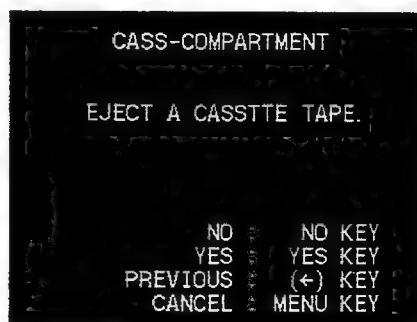 CASS-COMPARTMENT
EJECT A CASSTTE TAPE.
NO : NO KEY
YES : YES KEY
PREVIOUS : (←) KEY
CANCEL : MENU KEY